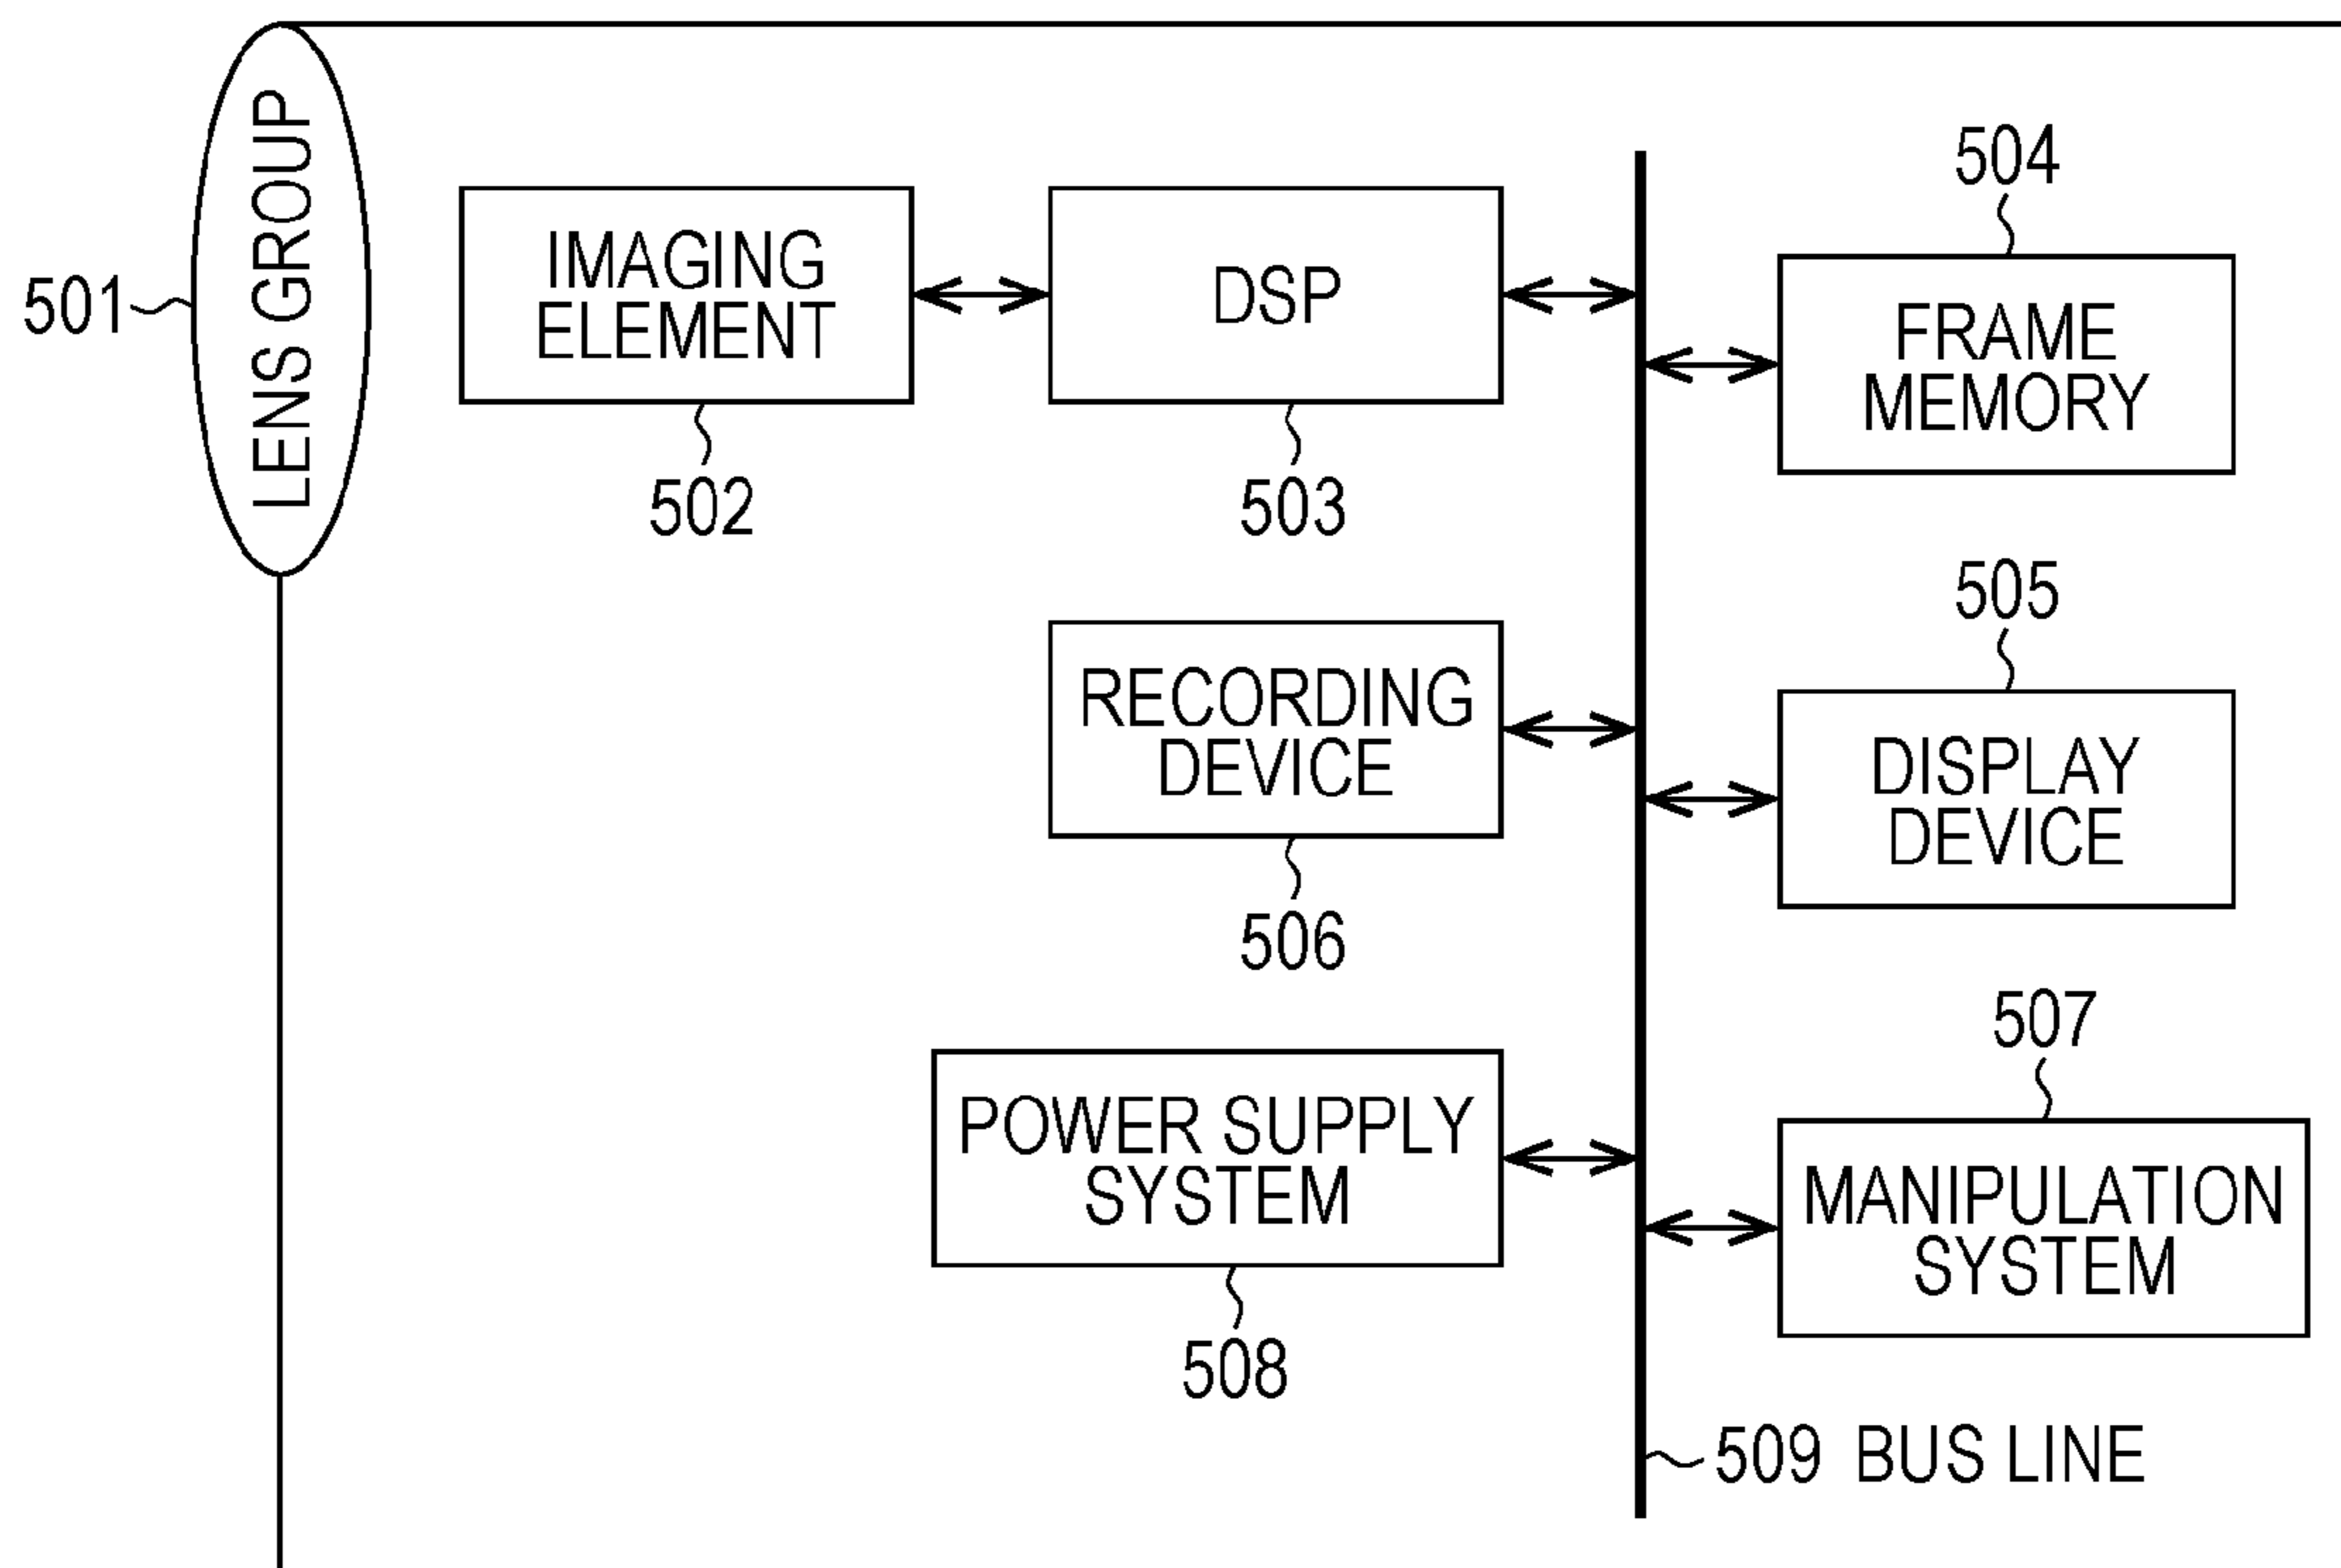 501
LENS GROUP
IMAGING
ELEMENT
502
DSP
503
504
FRAME
MEMORY
505
DISPLAY
DEVICE
RECORDING
DEVICE
506
507
MANIPULATION
SYSTEM
POWER SUPPLY
SYSTEM
508
509 BUS LINE